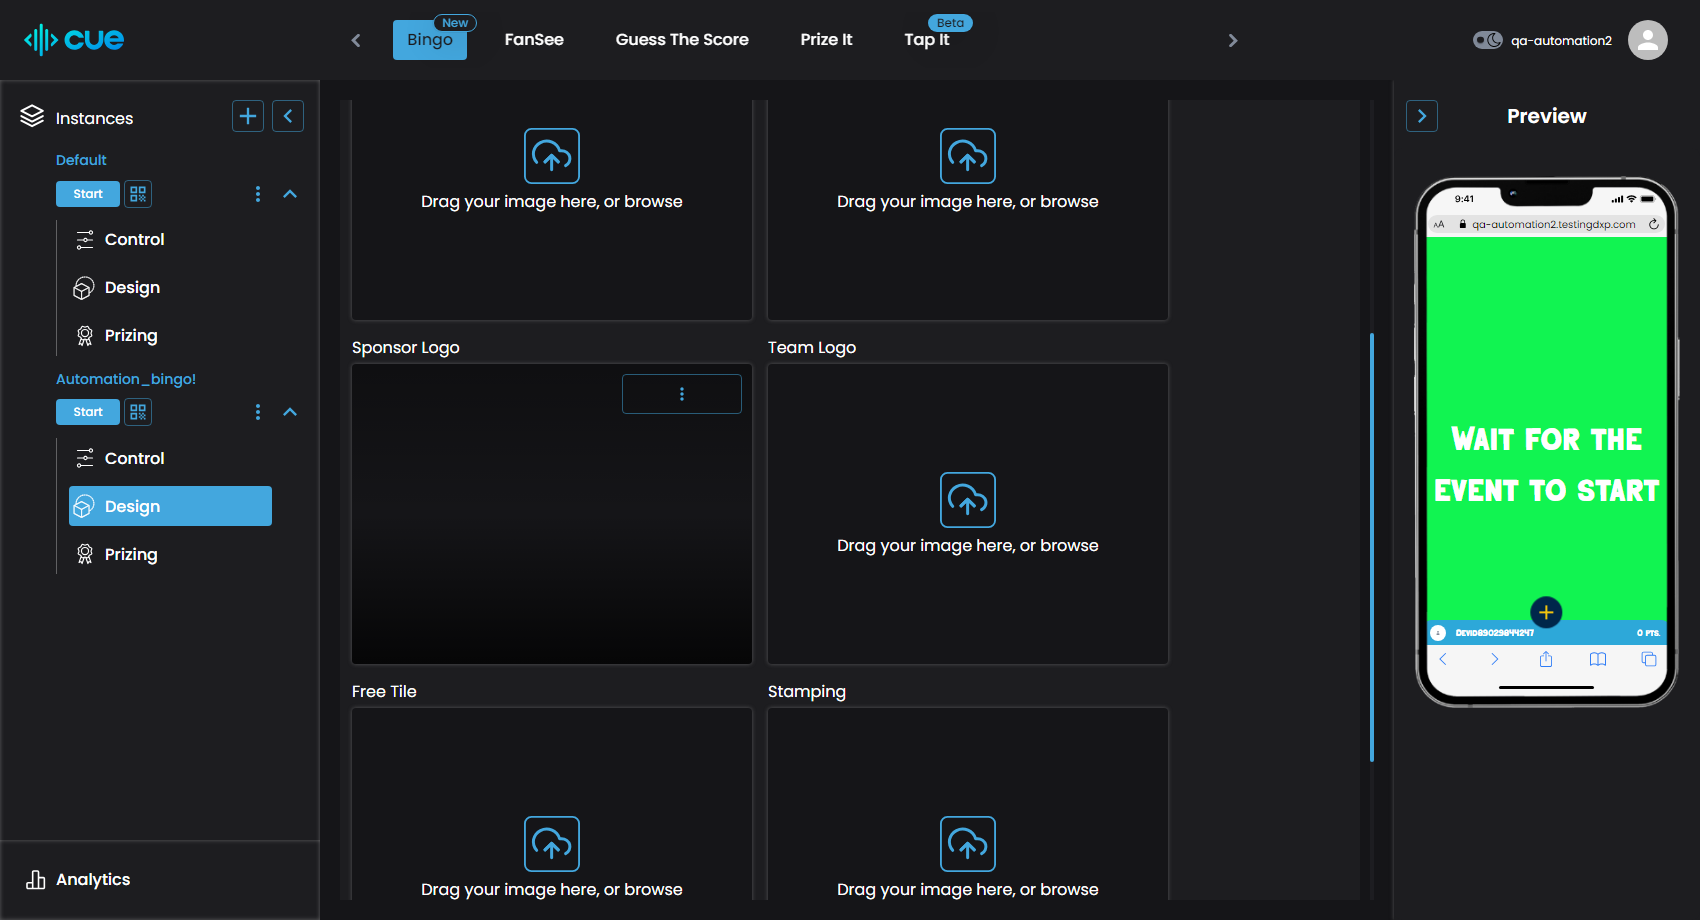 cue
Bingo
New
FanSee
Guess The Score
Prize It
Tap It
Beta
qa-automation2
Instances
Default
Start
Control
Design
Prizing
Automation_bingo!
Start
Control
Design
Prizing
Analytics
Drag your image here, or browse
Drag your image here, or browse
Sponsor Logo
Team Logo
Drag your image here, or browse
Free Tile
Stamping
Drag your image here, or browse
Drag your image here, or browse
Preview
9:41
AA
qa-automation2.testingdxp.com
WAIT FOR THE
EVENT TO START
0 PTS.